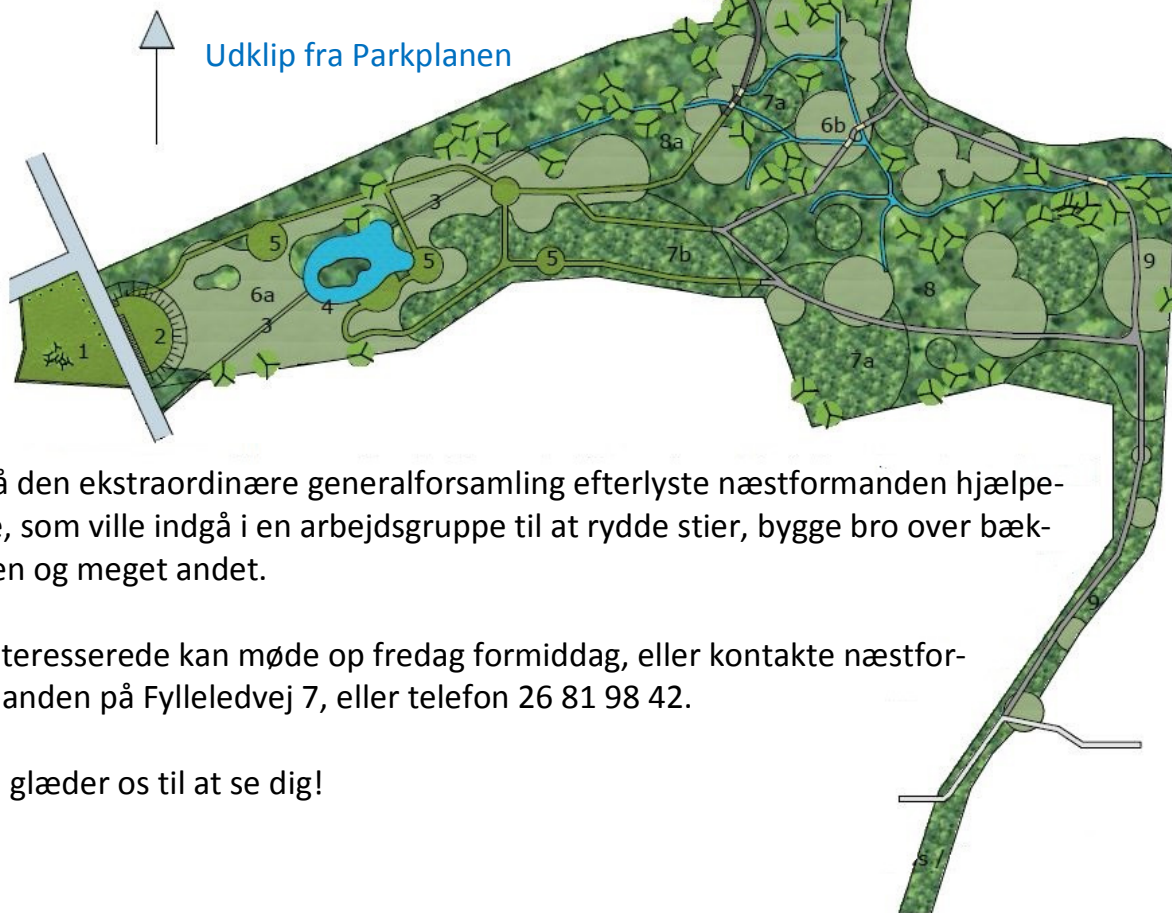 Udklip fra Parkplanen
7a
6b
8a
3
5
5
5
7b
9
6a
4
3
8
2
1
7a
å den ekstraordinære generalforsamling efterlyste næstformanden hjælpe-
, som ville indgå i en arbejdsgruppe til at rydde stier, bygge bro over bæk-
en og meget andet.
9
teresserede kan møde op fredag formiddag, eller kontakte næstfor-
anden på Fylleledvej 7, eller telefon 26 81 98 42.
glæder os til at se dig!